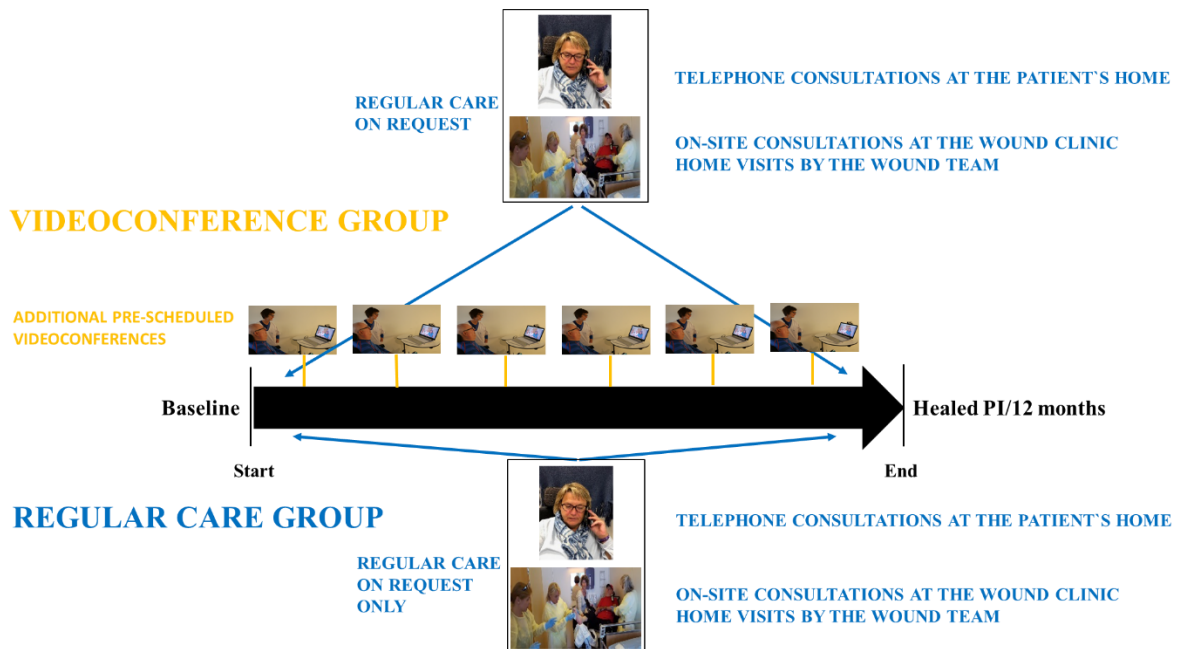 TELEPHONE CONSULTATIONS AT THE PATIENT`S HOME
REGULAR CARE
ON REQUEST
ON-SITE CONSULTATIONS AT THE WOUND CLINIC
HOME VISITS BY THE WOUND TEAM
VIDEOCONFERENCE GROUP
ADDITIONAL PRE-SCHEDULED
VIDEOCONFERENCES
Baseline
Healed PI/12 months
Start
End
REGULAR CARE GROUP
TELEPHONE CONSULTATIONS AT THE PATIENT`S HOME
REGULAR CARE
ON REQUEST
ONLY
ON-SITE CONSULTATIONS AT THE WOUND CLINIC
HOME VISITS BY THE WOUND TEAM